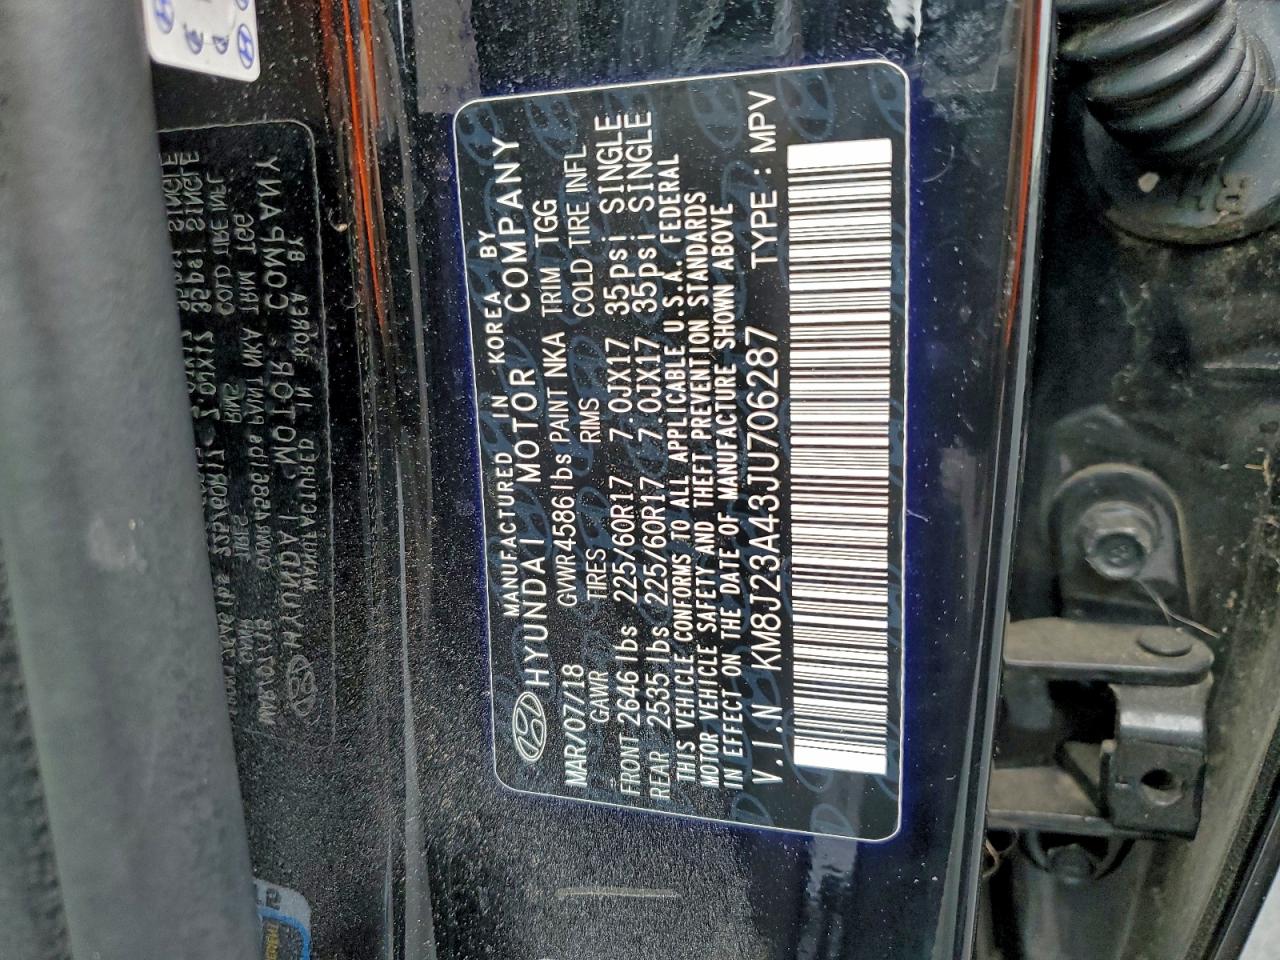 MANUFACTURED IN KOREA BY
HYUNDAI MOTOR COMPANY
MAR/07/18 GVWR 4586 lbs PAINT NKA TRIM TGG
GAWR TIRES RIMS COLD TIRE INFL
FRONT 2646 lbs 225/60R17 7.0JX17 35psi SINGLE
REAR 2535 lbs 225/60R17 7.0JX17 35psi SINGLE
THIS VEHICLE CONFORMS TO ALL APPLICABLE U.S.A. FEDERAL
MOTOR VEHICLE SAFETY AND THEFT PREVENTION STANDARDS
IN EFFECT ON THE DATE OF MANUFACTURE SHOWN ABOVE
V.I.N KM8J23A43JU706287 TYPE : MPV